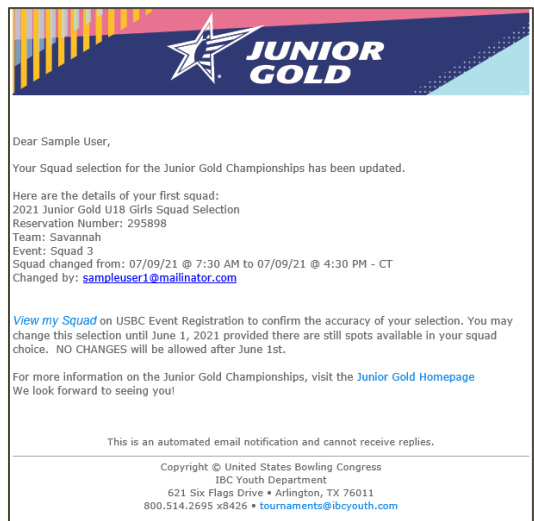 JUNIOR
GOLD
Dear Sample User,
Your Squad selection for the Junior Gold Championships has been updated.
Here are the details of your first squad:
2021 Junior Gold U18 Girls Squad Selection
Reservation Number: 295898
Team: Savannah
Event: Squad 3
Squad changed from: 07/09/21 @ 7:30 AM to 07/09/21 @ 4:30 PM - CT
Changed by: sampleuser1@mailinator.com
View my Squad on USBC Event Registration to confirm the accuracy of your selection. You may
change this selection until June 1, 2021 provided there are still spots available in your squad
choice.  NO CHANGES will be allowed after June 1st.
For more information on the Junior Gold Championships, visit the Junior Gold Homepage
We look forward to seeing you!
This is an automated email notification and cannot receive replies.
Copyright © United States Bowling Congress
IBC Youth Department
621 Six Flags Drive • Arlington, TX 76011
800.514.2695 x8426 • tournaments@ibcyouth.com